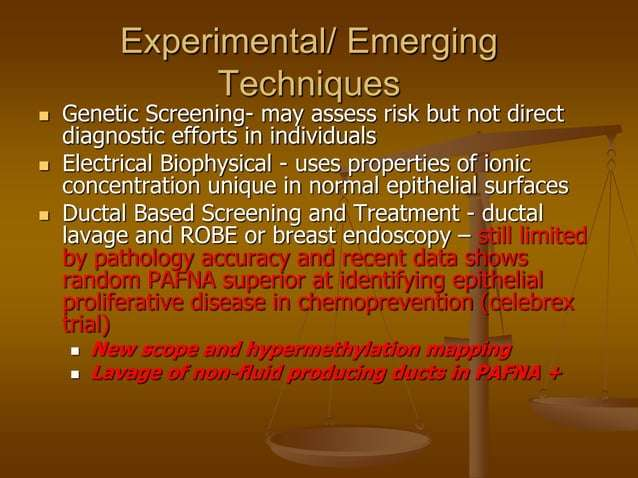 Experimental/ Emerging
Techniques
Genetic Screening- may assess risk but not direct
diagnostic efforts in individuals
Electrical Biophysical - uses properties of ionic
concentration unique in normal epithelial surfaces
Ductal Based Screening and Treatment - ductal
lavage and ROBE or breast endoscopy – still limited
by pathology accuracy and recent data shows
random PAFNA superior at identifying epithelial
proliferative disease in chemoprevention (celebrex
trial)
New scope and hypermethylation mapping
Lavage of non-fluid producing ducts in PAFNA +